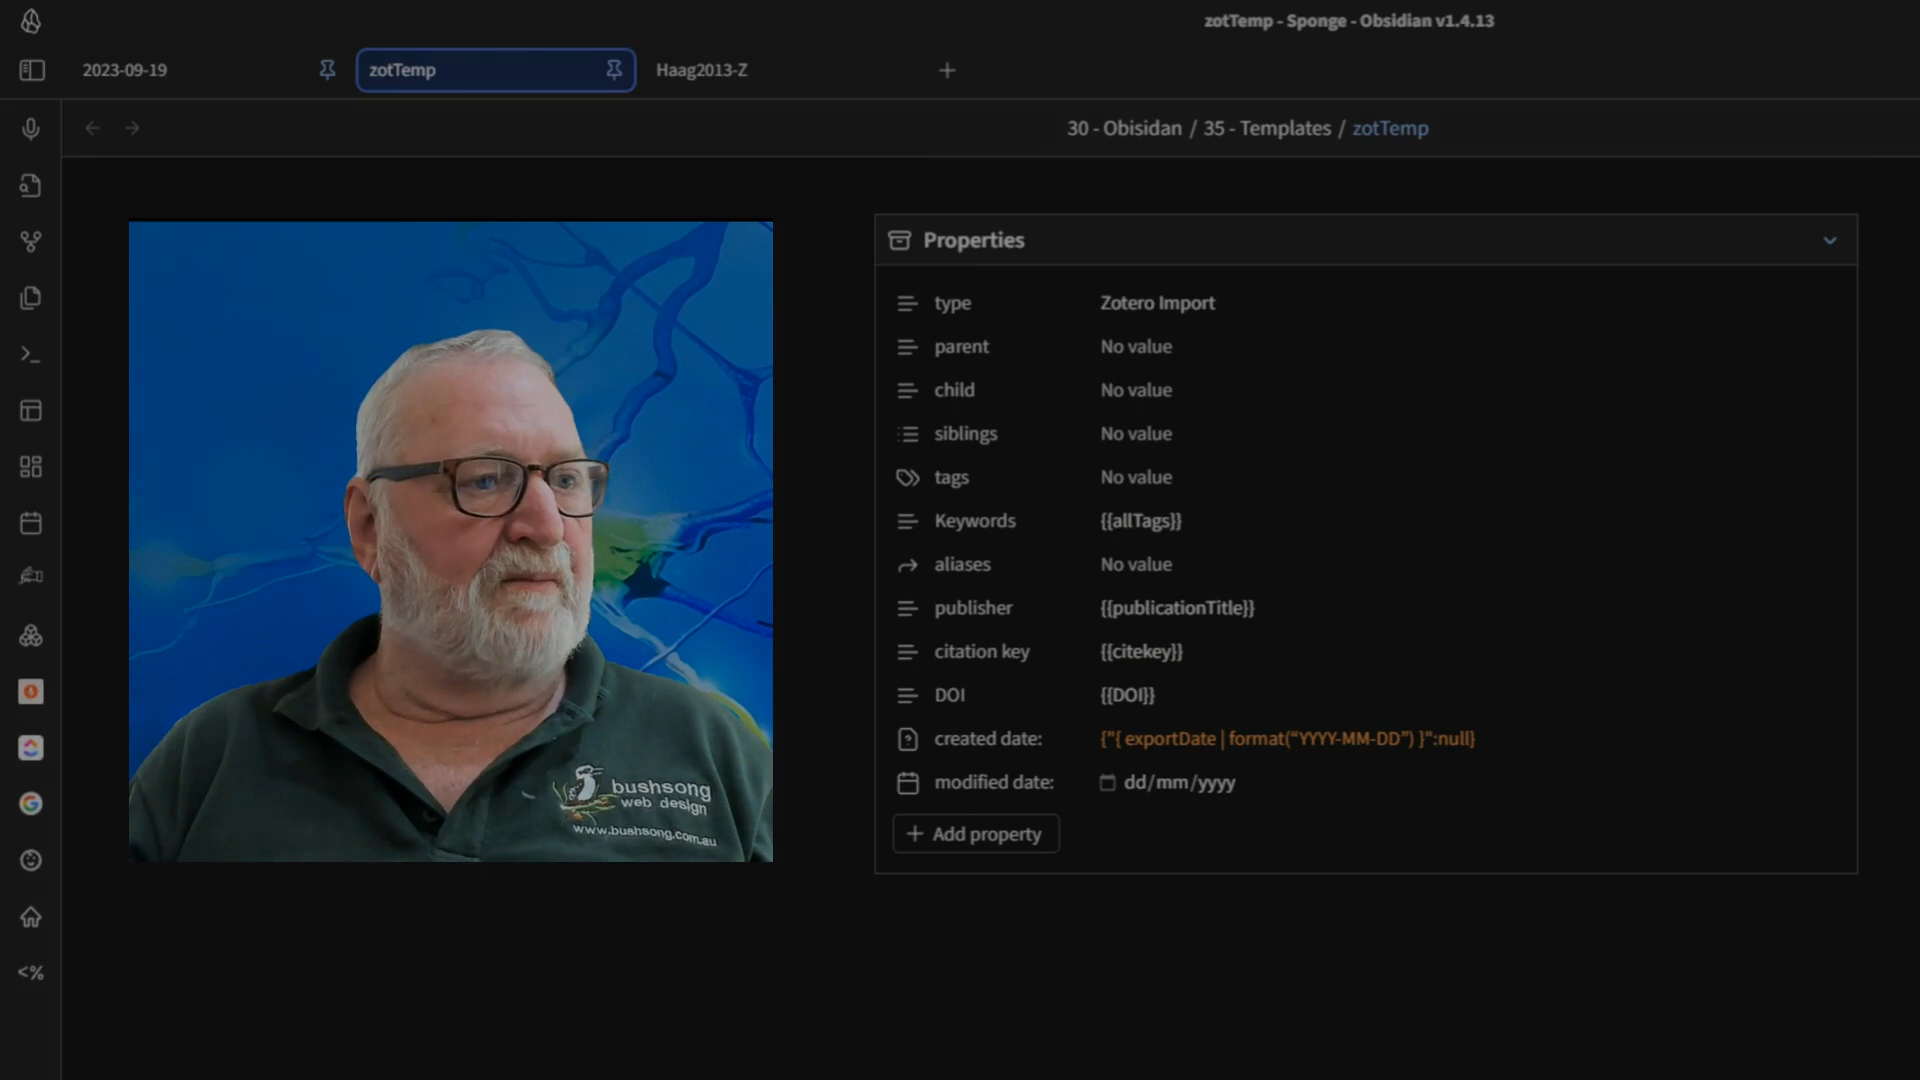 zotTemp - Sponge - Obsidian v1.4.13
2023-09-19
zotTemp
Haag2013-Z
30 - Obisidan / 35 - Templates / zotTemp
Properties
type Zotero Import
parent No value
child No value
siblings No value
tags No value
Keywords {{allTags}}
aliases No value
publisher {{publicationTitle}}
citation key {{citekey}}
DOI {{DOI}}
created date: {"{ exportDate | format(“YYYY-MM-DD”) }":null}
modified date: dd/mm/yyyy
+ Add property
bushsong
web design
www.bushsong.com.au
>_
<%